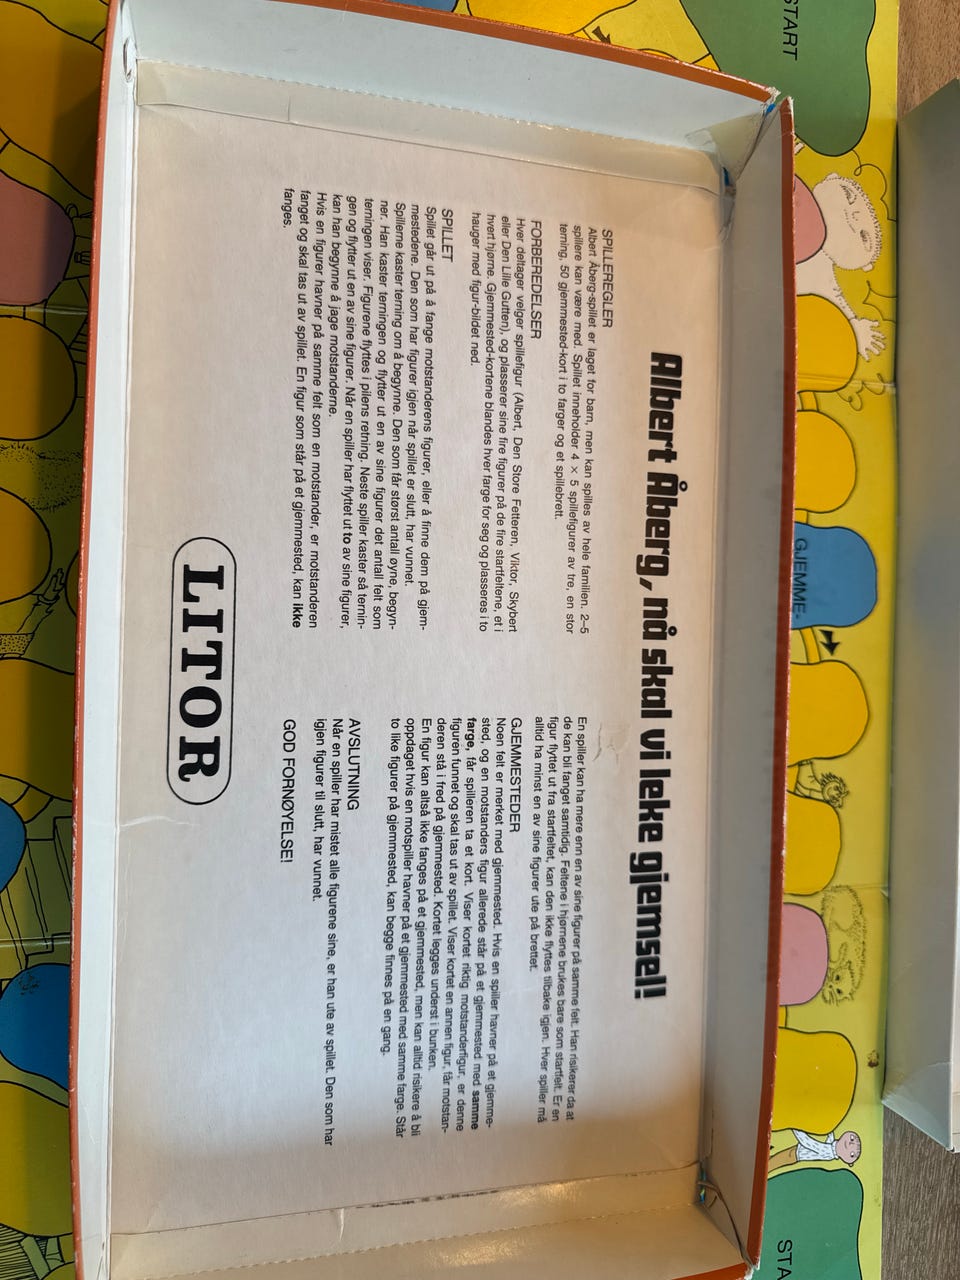 Albert Åberg, nå skal vi leke gjemsel!
SPILLEREGLER
Albert Åberg-spillet er laget for barn, men kan spilles av hele familien. 2–5
spillere kan være med. Spillet inneholder 4 × 5 spillefigurer av tre, en stor
terning, 50 gjemmested-kort i to farger og et spillebrett.
FORBEREDELSER
Hver deltager velger spillefigur (Albert, Den Store Fetteren, Viktor, Skybert
eller Den Lille Gutten), og plasserer sine fire figurer på de fire startfeltene, et i
hvert hjørne. Gjemmested-kortene blandes hver farge for seg og plasseres i to
hauger med figur-bildet ned.
SPILLET
Spillet går ut på å fange motstanderens figurer, eller å finne dem på gjem-
mestedene. Den som har figurer igjen når spillet er slutt, har vunnet.
Spillerne kaster terning om å begynne. Den som får størst antall øyne, begyn-
ner. Han kaster terningen og flytter ut en av sine figurer det antall felt som
terningen viser. Figurene flyttes i pilens retning. Neste spiller kaster så ternin-
gen og flytter ut en av sine figurer. Når en spiller har flyttet ut to av sine figurer,
kan han begynne å jage motstanderne.
Hvis en figurer havner på samme felt som en motstander, er motstanderen
fanget og skal tas ut av spillet. En figur som står på et gjemmested, kan ikke
fanges.
En spiller kan ha mere enn en av sine figurer på samme felt. Han risikerer da at
de kan bli fanget samtidig. Feltene i hjørnene brukes bare som startfelt. Er en
figur flyttet ut fra startfeltet, kan den ikke flyttes tilbake igjen. Hver spiller må
alltid ha minst en av sine figurer ute på brettet.
GJEMMESTEDER
Noen felt er merket med gjemmested. Hvis en spiller havner på et gjemme-
sted, og en motstanders figur allerede står på et gjemmested med samme
farge, får spilleren ta et kort. Viser kortet riktig motstanderfigur, er denne
figuren funnet og skal tas ut av spillet. Viser kortet en annen figur, får motstan-
deren stå i fred på gjemmested. Kortet legges underst i bunken.
En figur kan altså ikke fanges på et gjemmested, men kan alltid risikere å bli
oppdaget hvis en motspiller havner på et gjemmested med samme farge. Står
to like figurer på gjemmested, kan begge finnes på en gang.
AVSLUTNING
Når en spiller har mistet alle figurene sine, er han ute av spillet. Den som har
igjen figurer til slutt, har vunnet.
GOD FORNØYELSE!
LITOR
START
GJEMME-
STA